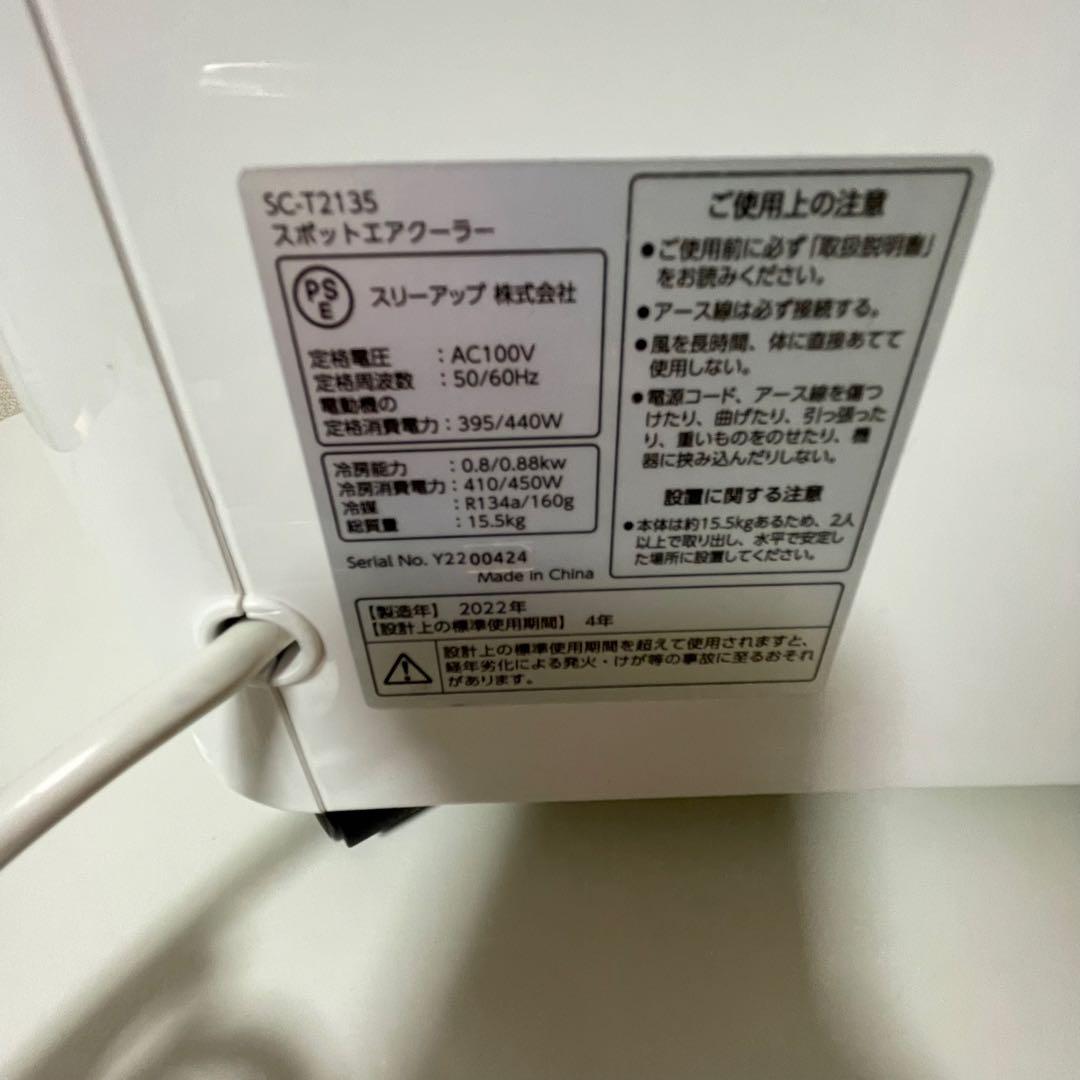 SC-T2135
スポットエアクーラー
PSE
スリーアップ 株式会社
定格電圧 : AC100V
定格周波数 : 50/60Hz
電動機の
定格消費電力 : 395/440W
冷房能力 : 0.8/0.88kw
冷房消費電力 : 410/450W
冷媒 : R134a/160g
総質量 : 15.5kg
Serial No. Y2200424
Made in China
ご使用上の注意
●ご使用前に必ず「取扱説明書」
をお読みください。
●アース線は必ず接続する。
●風を長時間、体に直接あてて
使用しない。
●電源コード、アース線を傷つ
けたり、曲げたり、引っ張った
り、重いものをのせたり、機
器に挟み込んだりしない。
設置に関する注意
●本体は約15.5kgあるため、2人
以上で取り出し、水平で安定し
た場所に設置してください。
【製造年】 2022年
【設計上の標準使用期間】 4年
設計上の標準使用期間を超えて使用されますと、
経年劣化による発火・けが等の事故に至るおそれ
があります。